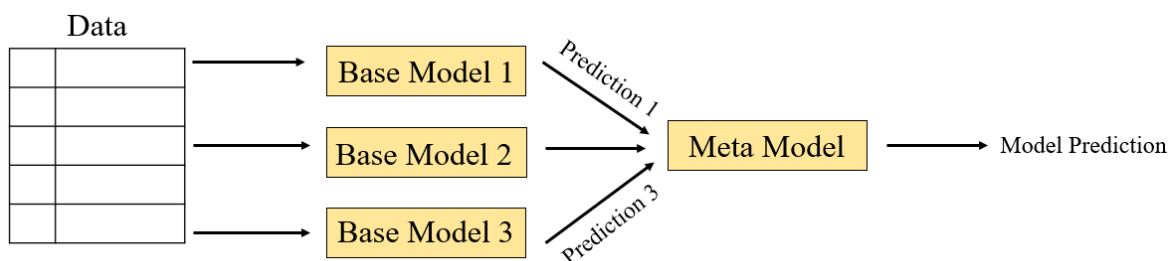 Data
Base Model 1
Prediction 1
Base Model 2
Meta Model
Model Prediction
Base Model 3
Prediction 3